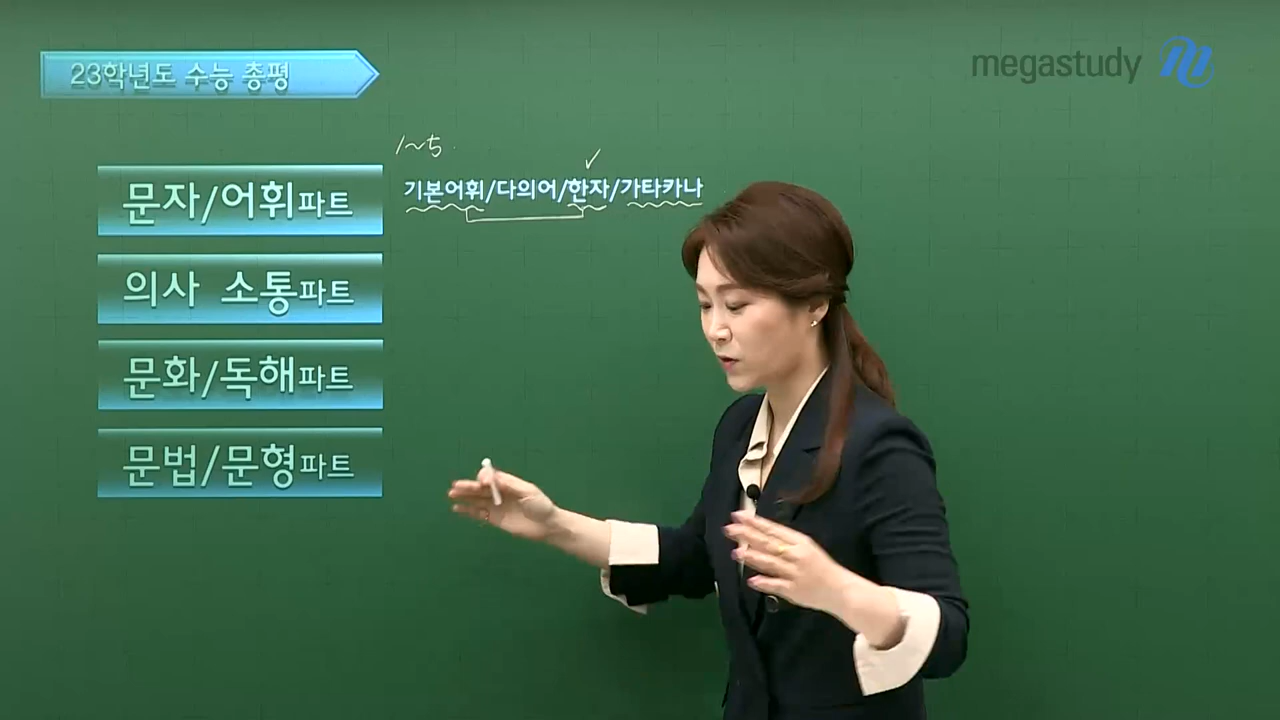 23학년도 수능 총평
megastudy
1~5
문자/어휘파트
기본어휘/다의어/한자/가타카나
의사 소통파트
문화/독해파트
문법/문형파트